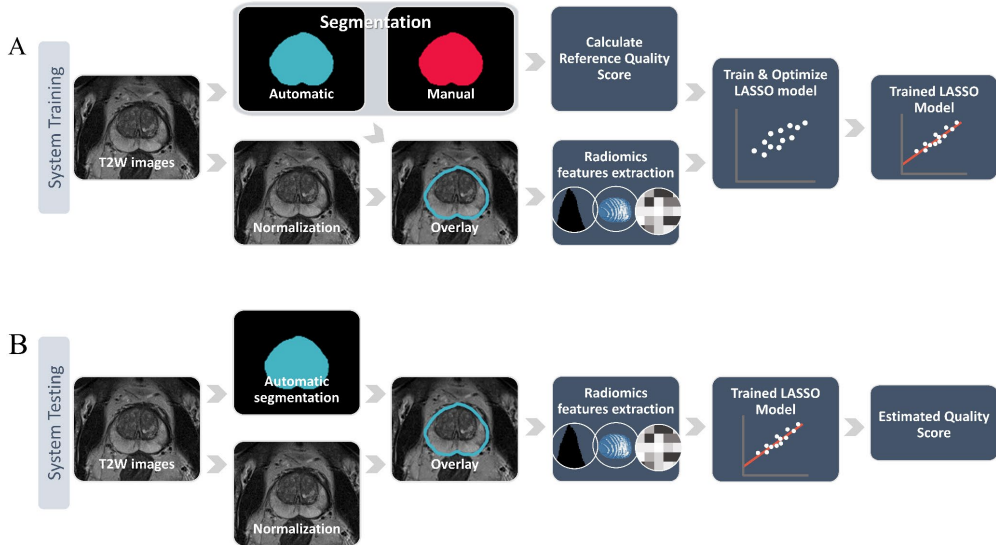 A
System Training
T2W images
Segmentation
Automatic
Manual
Calculate
Reference Quality
Score
Normalization
Overlay
Radiomics
features extraction
Train & Optimize
LASSO model
Trained LASSO
Model
B
System Testing
T2W images
Automatic
segmentation
Normalization
Overlay
Radiomics
features extraction
Trained LASSO
Model
Estimated Quality
Score